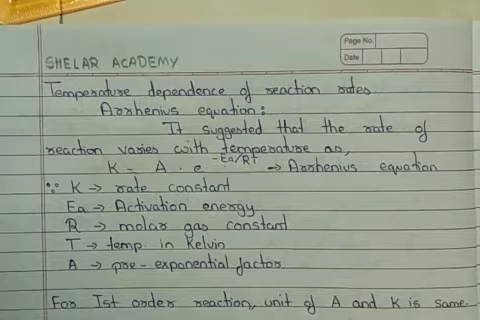 Page No.
Date
SHELAR ACADEMY
Temperature dependence of reaction rates
Arrhenius equation:
It suggested that the rate of
reaction varies with temperature as,
K = A · e^-Ea/RT → Arrhenius equation
∵ K → rate constant
Ea → Activation energy
R → molar gas constant
T → temp. in Kelvin
A → pre-exponential factor
For Ist order reaction, unit of A and K is same.